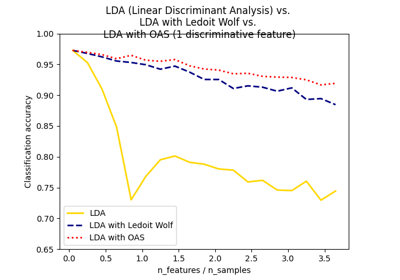 LDA (Linear Discriminant Analysis) vs.
LDA with Ledoit Wolf vs.
LDA with OAS (1 discriminative feature)
1.00
0.95
0.90
0.85
0.80
0.75
0.70
0.65
Classification accuracy
LDA
LDA with Ledoit Wolf
LDA with OAS
0.0
0.5
1.0
1.5
2.0
2.5
3.0
3.5
n_features / n_samples